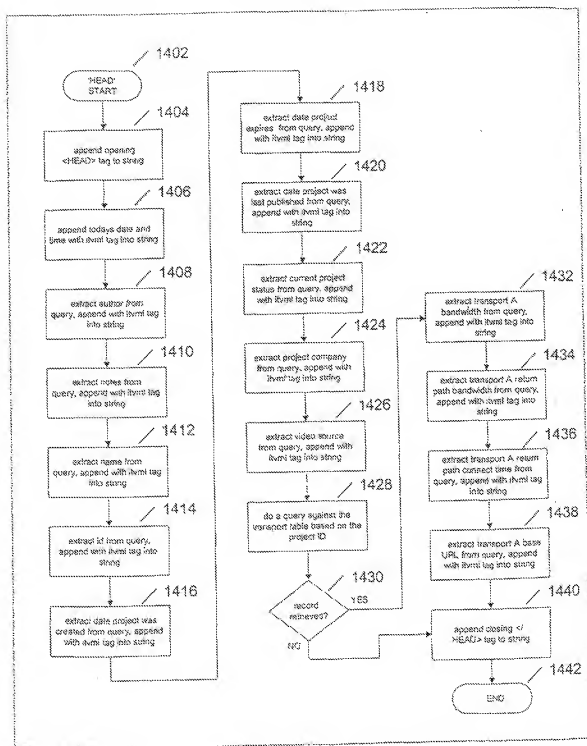 1402
'HEAD'
START
1404
append opening
<HEAD> tag to string
1406
append todays date and
time with itvml tag into
string
1408
extract author from
query, append with itvml tag
into string
1410
extract notes from
query, append with itvml tag
into string
1412
extract name from
query, append with itvml tag
into string
1414
extract id from query,
append with itvml tag into
string
1416
extract date project was
created from query, append
with itvml tag into string
1418
extract date project
expires from query, append
with itvml tag into string
1420
extract date project was
last published from query,
append with itvml tag into
string
1422
extract current project
status from query, append
with itvml tag into string
1424
extract project company
from query, append with
itvml tag into string
1426
extract video source
from query, append with
itvml tag into string
1428
do a query against the
transport table based on the
project ID
1430
record
retrieved?
YES
NO
1432
extract transport A
bandwidth from query,
append with itvml tag into
string
1434
extract transport A return
path bandwidth from query,
append with itvml tag into
string
1436
extract transport A return
path connect time from
query, append with itvml tag
into string
1438
extract transport A base
URL from query, append
with itvml tag into string
1440
append closing </
HEAD> tag to string
1442
END